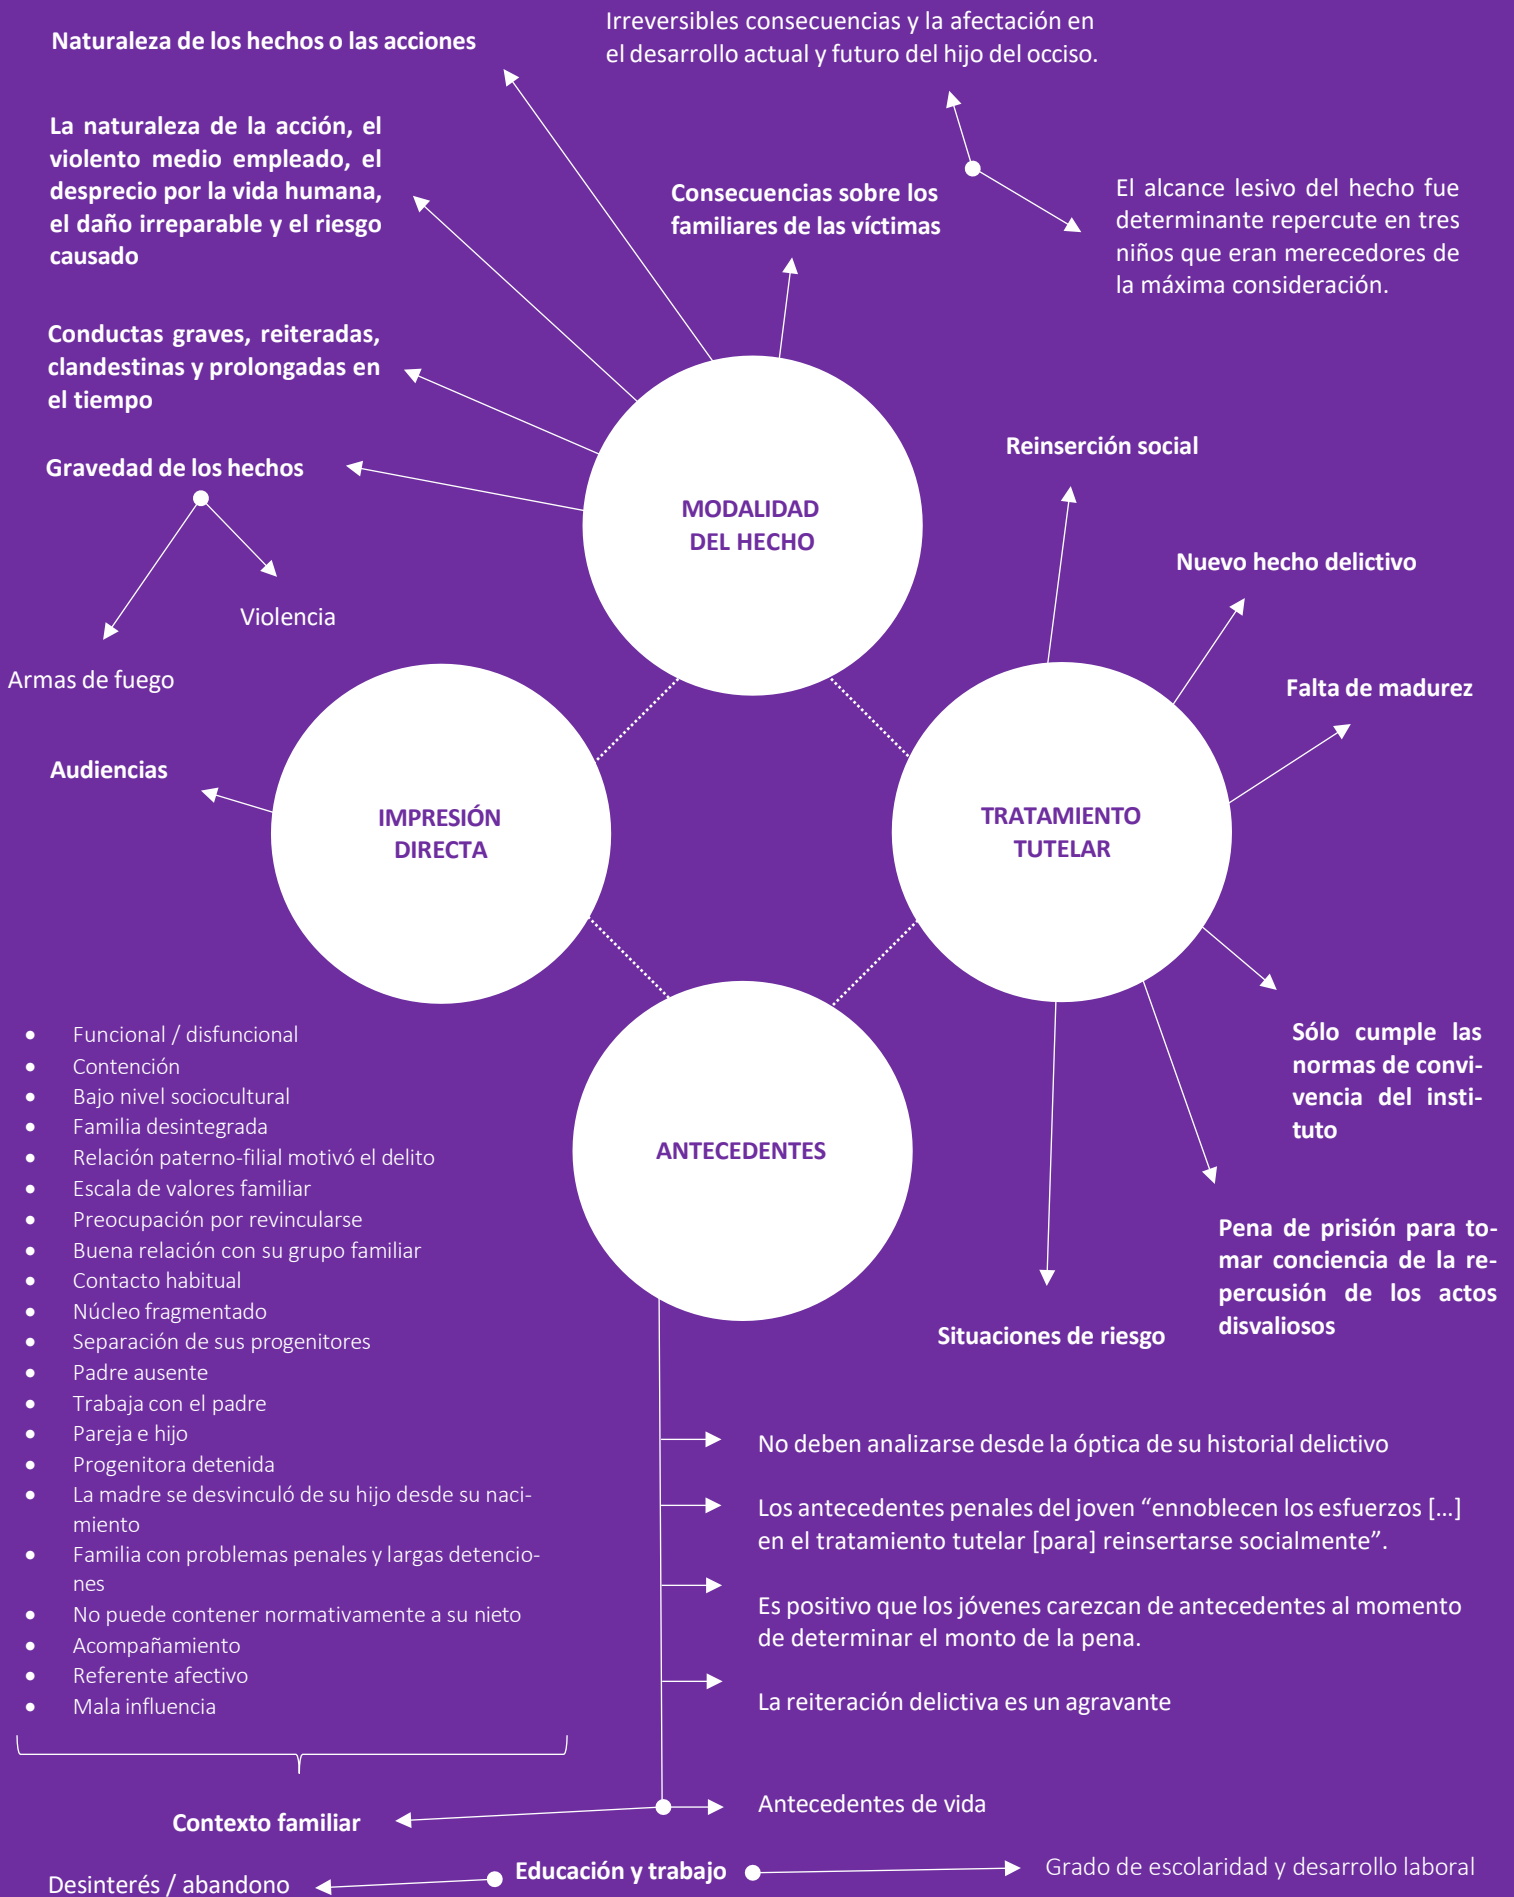 Naturaleza de los hechos o las acciones
Irreversibles consecuencias y la afectación en
el desarrollo actual y futuro del hijo del occiso.
La naturaleza de la acción, el
violento medio empleado, el
desprecio por la vida humana,
el daño irreparable y el riesgo
causado
Consecuencias sobre los
familiares de las víctimas
El alcance lesivo del hecho fue
determinante repercute en tres
niños que eran merecedores de
la máxima consideración.
Conductas graves, reiteradas,
clandestinas y prolongadas en
el tiempo
Gravedad de los hechos
Violencia
Armas de fuego
MODALIDAD
DEL HECHO
Reinserción social
Nuevo hecho delictivo
Falta de madurez
Audiencias
IMPRESIÓN
DIRECTA
TRATAMIENTO
TUTELAR
Sólo cumple las
normas de convi-
vencia del insti-
tuto
Pena de prisión para to-
mar conciencia de la re-
percusión de los actos
disvaliosos
Situaciones de riesgo
ANTECEDENTES
• Funcional / disfuncional
• Contención
• Bajo nivel sociocultural
• Familia desintegrada
• Relación paterno-filial motivó el delito
• Escala de valores familiar
• Preocupación por revincularse
• Buena relación con su grupo familiar
• Contacto habitual
• Núcleo fragmentado
• Separación de sus progenitores
• Padre ausente
• Trabaja con el padre
• Pareja e hijo
• Progenitora detenida
• La madre se desvinculó de su hijo desde su naci-
miento
• Familia con problemas penales y largas detencio-
nes
• No puede contener normativamente a su nieto
• Acompañamiento
• Referente afectivo
• Mala influencia
No deben analizarse desde la óptica de su historial delictivo
Los antecedentes penales del joven “ennoblecen los esfuerzos […]
en el tratamiento tutelar [para] reinsertarse socialmente”.
Es positivo que los jóvenes carezcan de antecedentes al momento
de determinar el monto de la pena.
La reiteración delictiva es un agravante
Antecedentes de vida
Contexto familiar
Desinterés / abandono
Educación y trabajo
Grado de escolaridad y desarrollo laboral